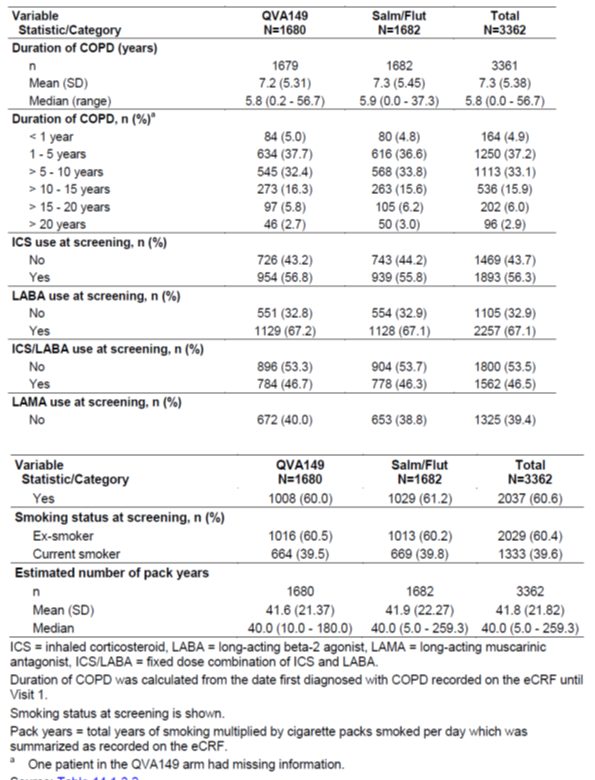 Variable QVA149 Salm/Flut Total
Statistic/Category N=1680 N=1682 N=3362
Duration of COPD (years)
n 1679 1682 3361
Mean (SD) 7.2 (5.31) 7.3 (5.45) 7.3 (5.38)
Median (range) 5.8 (0.2 - 56.7) 5.9 (0.0 - 37.3) 5.8 (0.0 - 56.7)
Duration of COPD, n (%)a
< 1 year 84 (5.0) 80 (4.8) 164 (4.9)
1 - 5 years 634 (37.7) 616 (36.6) 1250 (37.2)
> 5 - 10 years 545 (32.4) 568 (33.8) 1113 (33.1)
> 10 - 15 years 273 (16.3) 263 (15.6) 536 (15.9)
> 15 - 20 years 97 (5.8) 105 (6.2) 202 (6.0)
> 20 years 46 (2.7) 50 (3.0) 96 (2.9)
ICS use at screening, n (%)
No 726 (43.2) 743 (44.2) 1469 (43.7)
Yes 954 (56.8) 939 (55.8) 1893 (56.3)
LABA use at screening, n (%)
No 551 (32.8) 554 (32.9) 1105 (32.9)
Yes 1129 (67.2) 1128 (67.1) 2257 (67.1)
ICS/LABA use at screening, n (%)
No 896 (53.3) 904 (53.7) 1800 (53.5)
Yes 784 (46.7) 778 (46.3) 1562 (46.5)
LAMA use at screening, n (%)
No 672 (40.0) 653 (38.8) 1325 (39.4)
Variable QVA149 Salm/Flut Total
Statistic/Category N=1680 N=1682 N=3362
Yes 1008 (60.0) 1029 (61.2) 2037 (60.6)
Smoking status at screening, n (%)
Ex-smoker 1016 (60.5) 1013 (60.2) 2029 (60.4)
Current smoker 664 (39.5) 669 (39.8) 1333 (39.6)
Estimated number of pack years
n 1680 1682 3362
Mean (SD) 41.6 (21.37) 41.9 (22.27) 41.8 (21.82)
Median 40.0 (10.0 - 180.0) 40.0 (5.0 - 259.3) 40.0 (5.0 - 259.3)
ICS = inhaled corticosteroid, LABA = long-acting beta-2 agonist, LAMA = long-acting muscarinic
antagonist, ICS/LABA = fixed dose combination of ICS and LABA.
Duration of COPD was calculated from the date first diagnosed with COPD recorded on the eCRF until
Visit 1.
Smoking status at screening is shown.
Pack years = total years of smoking multiplied by cigarette packs smoked per day which was
summarized as recorded on the eCRF.
a One patient in the QVA149 arm had missing information.